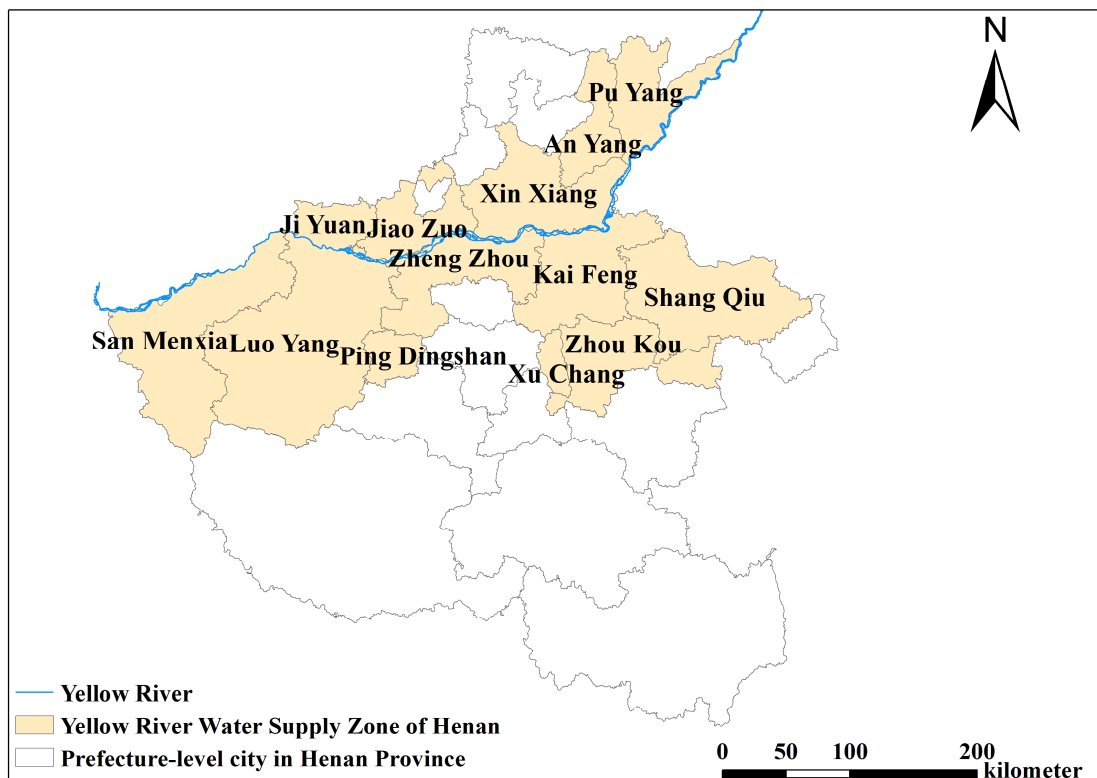 N
Pu Yang
An Yang
Xin Xiang
Ji Yuan
Jiao Zuo
Zheng Zhou
Kai Feng
Shang Qiu
San Menxia
Luo Yang
Ping Dingshan
Zhou Kou
Xu Chang
Yellow River
Yellow River Water Supply Zone of Henan
Prefecture-level city in Henan Province
0 50 100 200
kilometer